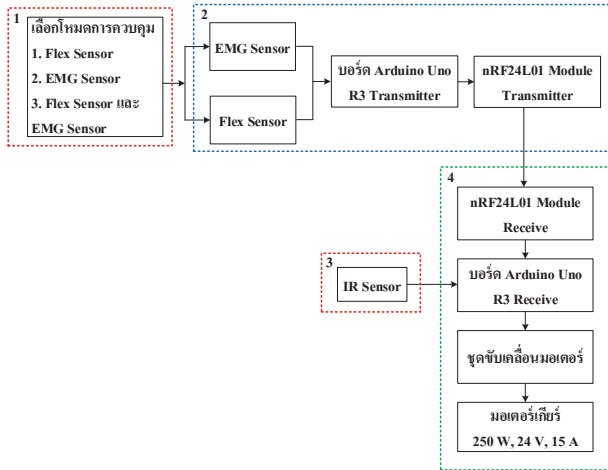 1
เลือกโหมดการควบคุม
1. Flex Sensor
2. EMG Sensor
3. Flex Sensor และ
EMG Sensor
2
EMG Sensor
Flex Sensor
บอร์ด Arduino Uno
R3 Transmitter
nRF24L01 Module
Transmitter
3
IR Sensor
4
nRF24L01 Module
Receive
บอร์ด Arduino Uno
R3 Receive
ชุดขับเคลื่อนมอเตอร์
มอเตอร์เกียร์
250 W, 24 V, 15 A